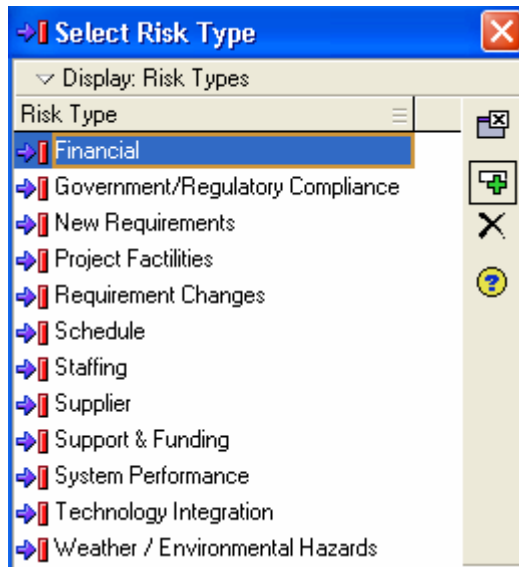 Select Risk Type
Display: Risk Types
Risk Type
Financial
Government/Regulatory Compliance
New Requirements
Project Factilities
Requirement Changes
Schedule
Staffing
Supplier
Support & Funding
System Performance
Technology Integration
Weather / Environmental Hazards